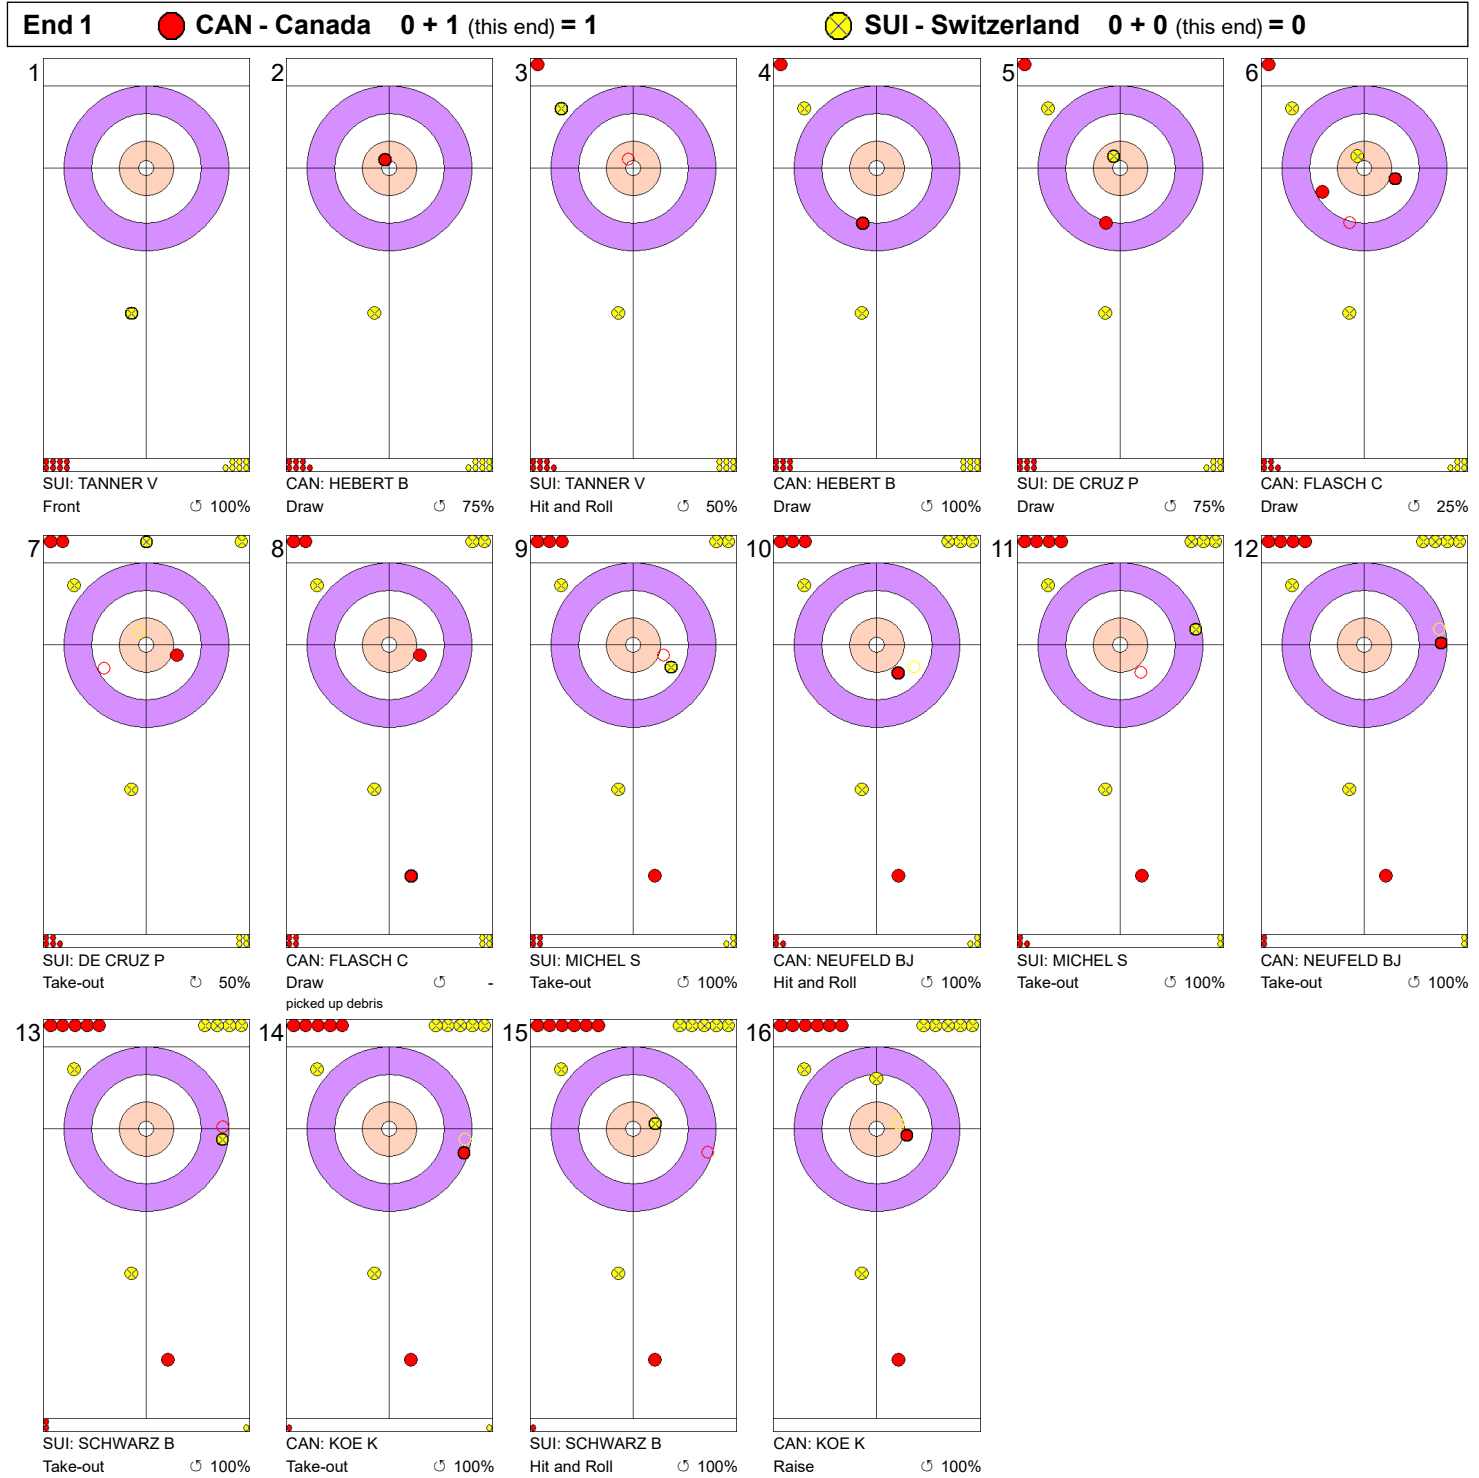 End 1 CAN - Canada 0 + 1 (this end) = 1 SUI - Switzerland 0 + 0 (this end) = 0
1 2 3 4 5 6
SUI: TANNER V CAN: HEBERT B SUI: TANNER V CAN: HEBERT B SUI: DE CRUZ P CAN: FLASCH C
Front ↺ 100% Draw ↺ 75% Hit and Roll ↺ 50% Draw ↺ 100% Draw ↺ 75% Draw ↺ 25%
7 8 9 10 11 12
SUI: DE CRUZ P CAN: FLASCH C SUI: MICHEL S CAN: NEUFELD BJ SUI: MICHEL S CAN: NEUFELD BJ
Take-out ↻ 50% Draw ↺ - Take-out ↺ 100% Hit and Roll ↺ 100% Take-out ↺ 100% Take-out ↺ 100%
picked up debris
13 14 15 16
SUI: SCHWARZ B CAN: KOE K SUI: SCHWARZ B CAN: KOE K
Take-out ↺ 100% Take-out ↺ 100% Hit and Roll ↺ 100% Raise ↺ 100%